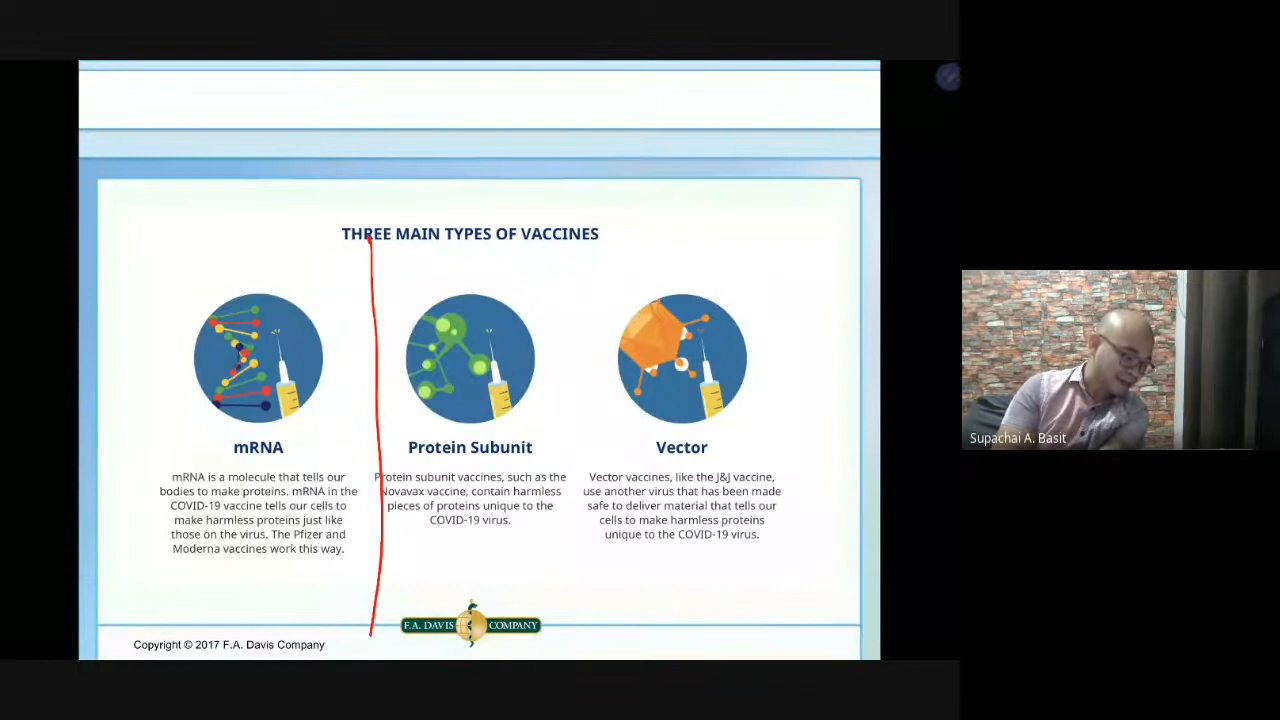 THREE MAIN TYPES OF VACCINES
mRNA
mRNA is a molecule that tells our
bodies to make proteins. mRNA in the
COVID-19 vaccine tells our cells to
make harmless proteins just like
those on the virus. The Pfizer and
Moderna vaccines work this way.
Protein Subunit
Protein subunit vaccines, such as the
Novavax vaccine, contain harmless
pieces of proteins unique to the
COVID-19 virus.
Vector
Vector vaccines, like the J&J vaccine,
use another virus that has been made
safe to deliver material that tells our
cells to make harmless proteins
unique to the COVID-19 virus.
F.A. DAVIS COMPANY
Copyright © 2017 F.A. Davis Company
Supachai A. Basit